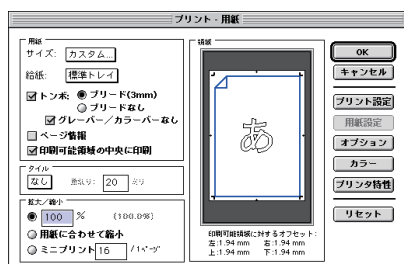 プリント - 用紙
用紙
サイズ: カスタム...
給紙: 標準トレイ
トンボ: ブリード(3mm)
ブリードなし
グレーバー/カラーバーなし
ページ情報
印刷可能領域の中央に印刷
タイル
なし 重なり: 20 ミリ
拡大/縮小
100 % (100.0%)
用紙に合わせて縮小
ミニプリント 16 /1ページ
領域
あ
印刷可能領域に対するオフセット:
左:1.94 mm 右:1.94 mm
上:1.94 mm 下:1.94 mm
OK
キャンセル
プリント設定
用紙設定
オプション
カラー
プリンタ特性
リセット